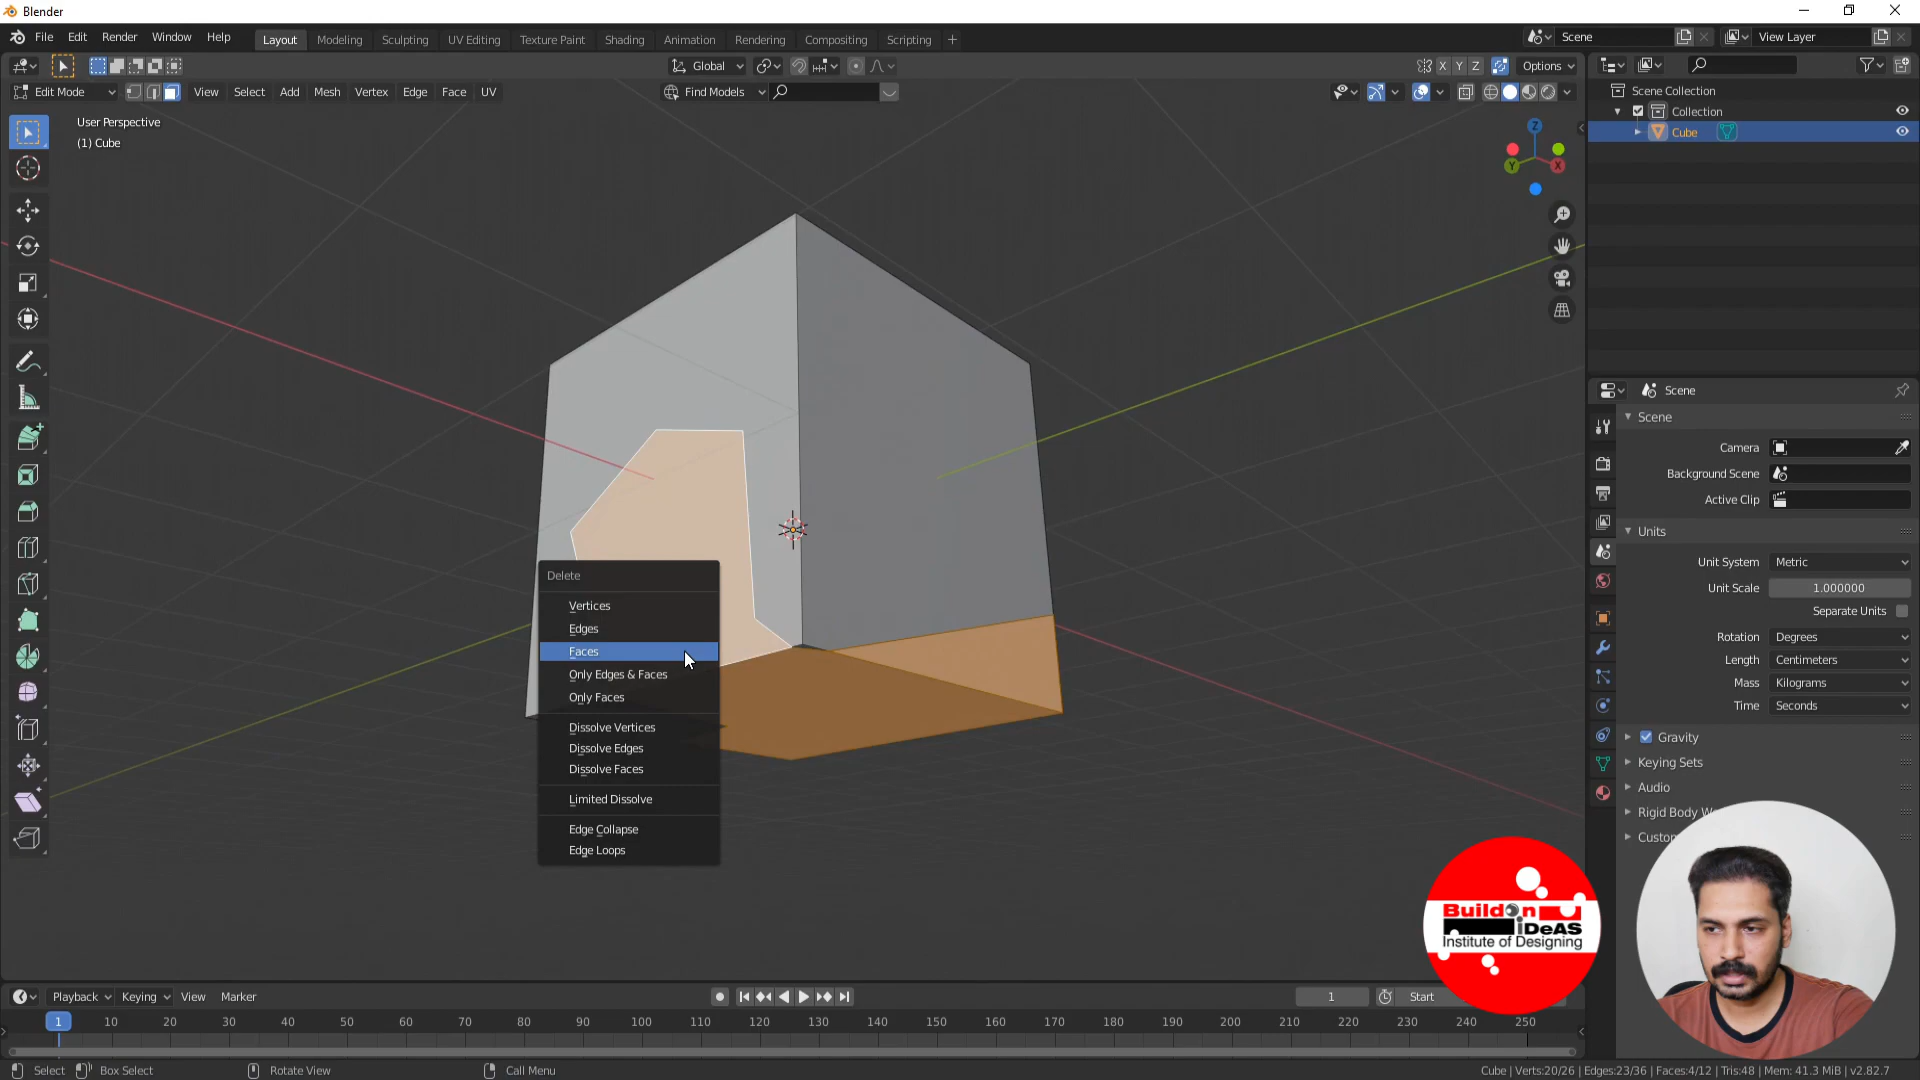 Blender
File Edit Render Window Help
Layout Modeling Sculpting UV Editing Texture Paint Shading Animation Rendering Compositing Scripting +
Scene
View Layer
Global
X Y Z
Options
Edit Mode
View Select Add Mesh Vertex Edge Face UV
Find Models
User Perspective
(1) Cube
Z
Y
X
Scene Collection
Collection
Cube
Scene
Scene
Camera
Background Scene
Active Clip
Units
Unit System Metric
Unit Scale 1.000000
Separate Units
Rotation Degrees
Length Centimeters
Mass Kilograms
Time Seconds
Gravity
Keying Sets
Audio
Rigid Body W
Custo
Delete
Vertices
Edges
Faces
Only Edges & Faces
Only Faces
Dissolve Vertices
Dissolve Edges
Dissolve Faces
Limited Dissolve
Edge Collapse
Edge Loops
Build On
iDeAS
Institute of Designing
Playback Keying View Marker
1
Start
1 10 20 30 40 50 60 70 80 90 100 110 120 130 140 150 160 170 180 190 200 210 220 230 240 250
Select Box Select Rotate View Call Menu
Cube | Verts:20/26 | Edges:23/36 | Faces:4/12 | Tris:48 | Mem: 41.3 MiB | v2.82.7